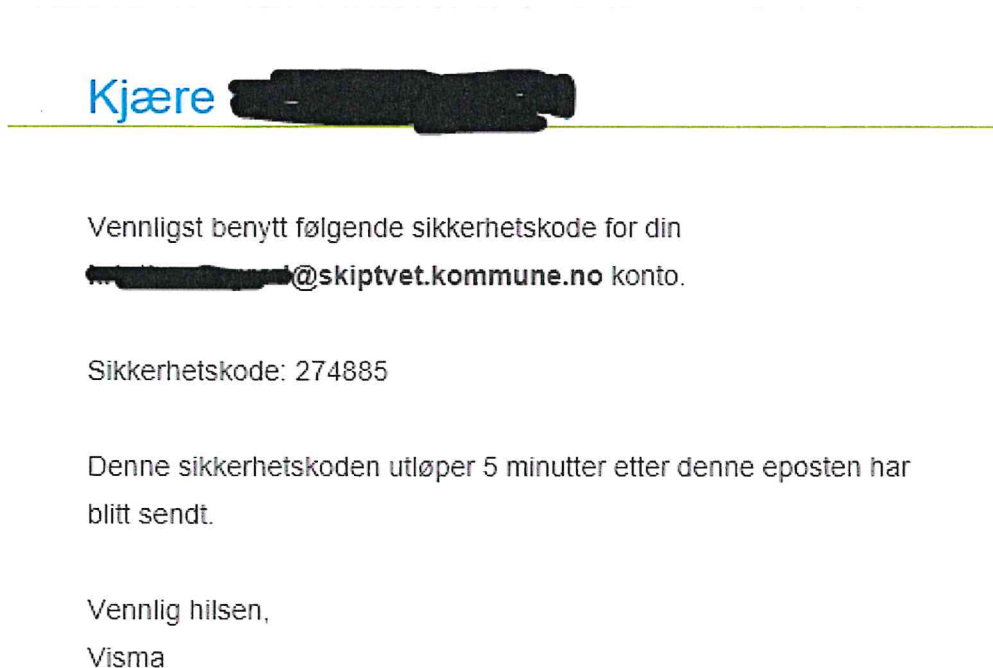 Kjære
Vennligst benytt følgende sikkerhetskode for din
@skiptvet.kommune.no konto.
Sikkerhetskode: 274885
Denne sikkerhetskoden utløper 5 minutter etter denne eposten har
blitt sendt.
Vennlig hilsen,
Visma